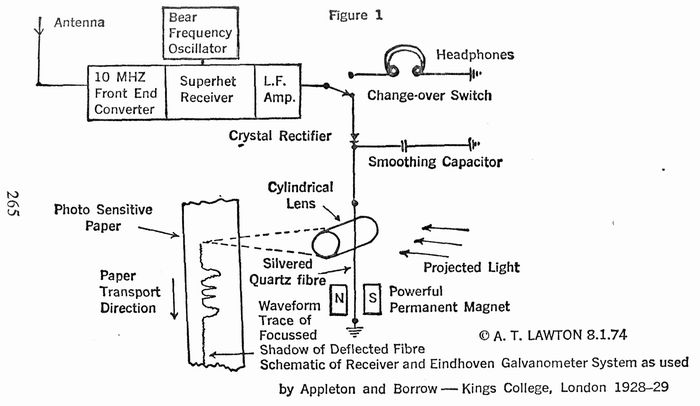 Figure 1
Antenna
Bear
Frequency
Oscillator
Headphones
10 MHZ
Front End
Converter
Superhet
Receiver
L.F.
Amp.
Change-over Switch
Crystal Rectifier
Smoothing Capacitor
265
Cylindrical
Lens
Photo Sensitive
Paper
Projected Light
Silvered
Quartz fibre
Paper
Transport
Direction
N
S
Powerful
Permanent Magnet
Waveform
Trace of
Focussed
Shadow of Deflected Fibre
© A. T. LAWTON 8.1.74
Schematic of Receiver and Eindhoven Galvanometer System as used
by Appleton and Borrow — Kings College, London 1928–29